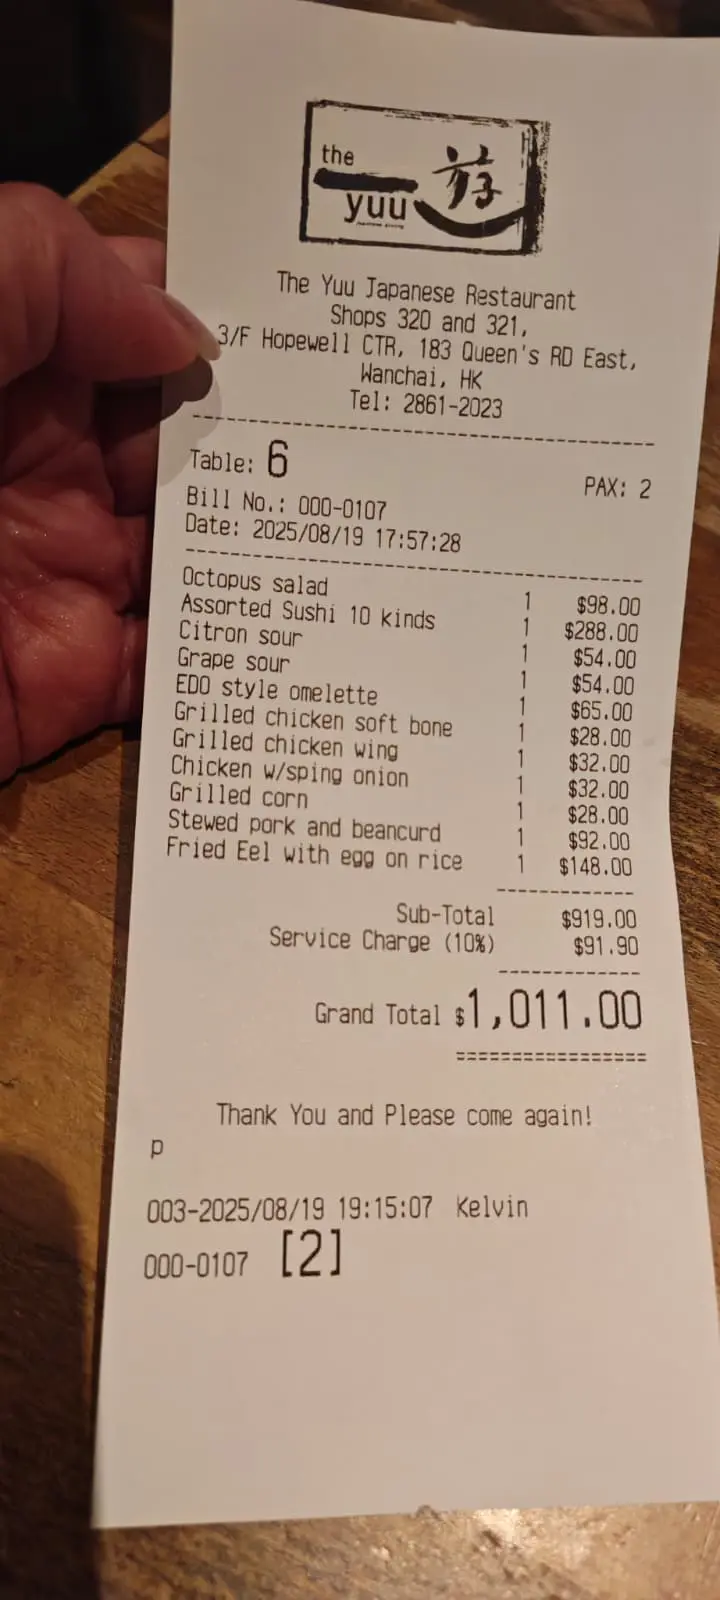 the
yuu
游
The Yuu Japanese Restaurant
Shops 320 and 321,
3/F Hopewell CTR, 183 Queen's RD East,
Wanchai, HK
Tel: 2861-2023
Table: 6 PAX: 2
Bill No.: 000-0107
Date: 2025/08/19 17:57:28
Octopus salad 1 $98.00
Assorted Sushi 10 kinds 1 $288.00
Citron sour 1 $54.00
Grape sour 1 $54.00
EDO style omelette 1 $65.00
Grilled chicken soft bone 1 $28.00
Grilled chicken wing 1 $32.00
Chicken w/sping onion 1 $32.00
Grilled corn 1 $28.00
Stewed pork and beancurd 1 $92.00
Fried Eel with egg on rice 1 $148.00
Sub-Total $919.00
Service Charge (10%) $91.90
Grand Total $1,011.00
Thank You and Please come again!
p
003-2025/08/19 19:15:07 Kelvin
000-0107 [2]